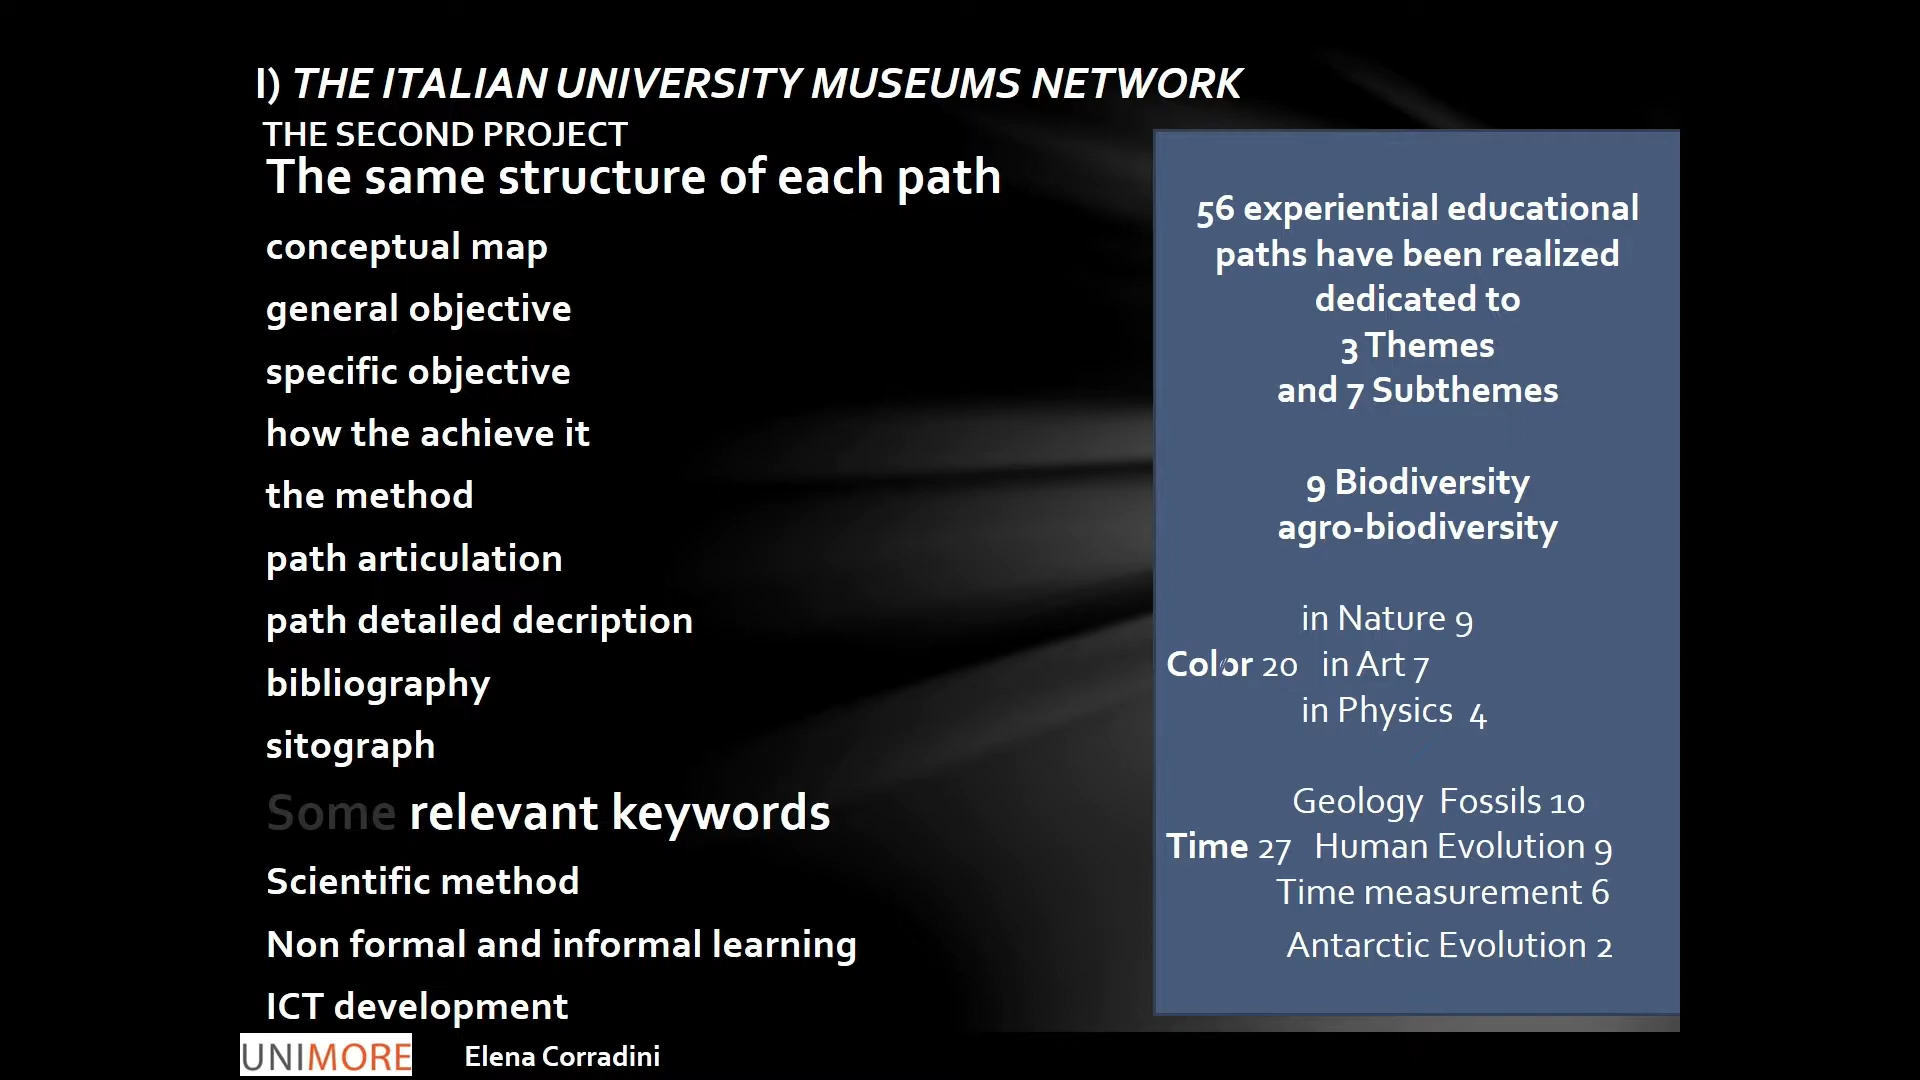 I) THE ITALIAN UNIVERSITY MUSEUMS NETWORK
THE SECOND PROJECT
The same structure of each path
conceptual map
general objective
specific objective
how the achieve it
the method
path articulation
path detailed decription
bibliography
sitograph
Some relevant keywords
Scientific method
Non formal and informal learning
ICT development
56 experiential educational
paths have been realized
dedicated to
3 Themes
and 7 Subthemes
9 Biodiversity
agro-biodiversity
in Nature 9
Color 20 in Art 7
in Physics 4
Geology Fossils 10
Time 27 Human Evolution 9
Time measurement 6
Antarctic Evolution 2
UNIMORE
Elena Corradini